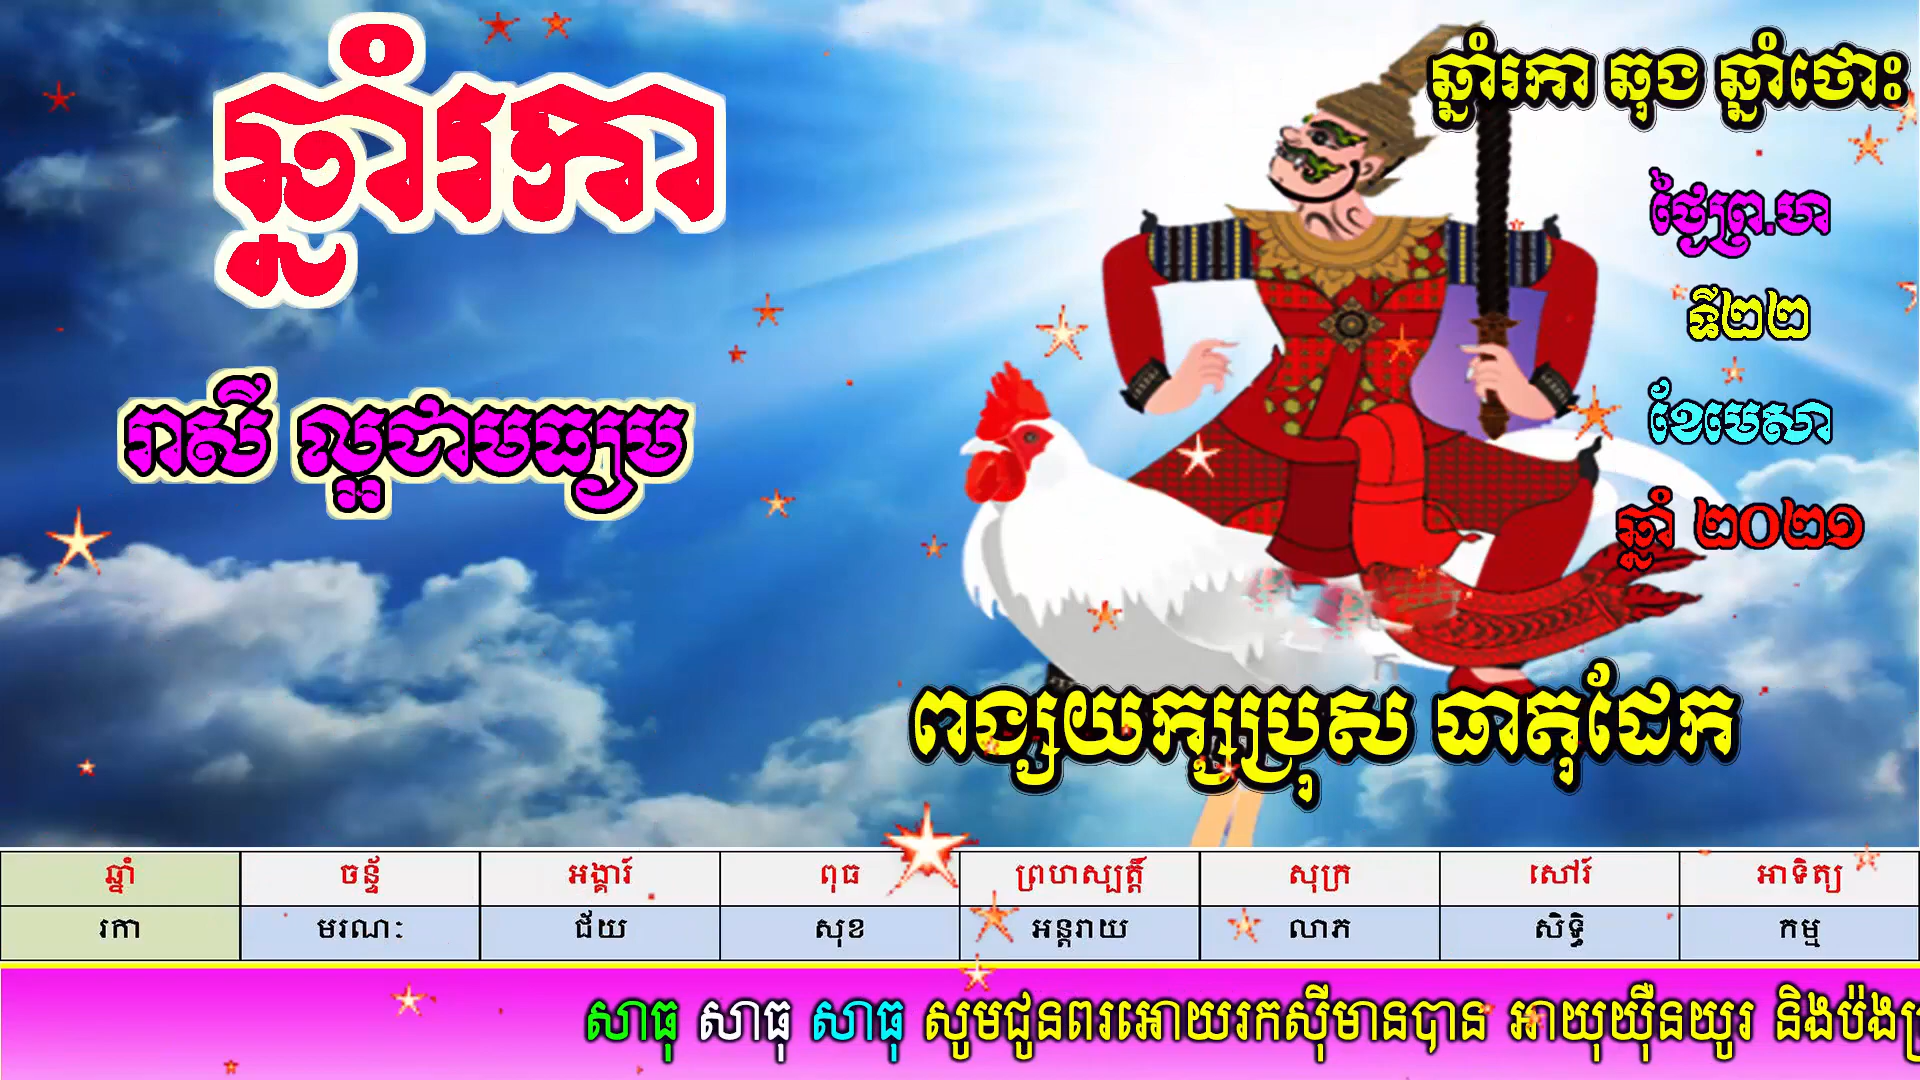 ឆ្នាំរកា
រាសី ល្អជាមធ្យម
ឆ្នាំរកា ឆុង ឆ្នាំថោះ
ថ្ងៃព្រ.ហ
ទី២២
ខែមេសា
ឆ្នាំ ២០២១
ពង្សយក្សប្រុស ធាតុដែក
ឆ្នាំ ចន្ទ័ អង្គារ៍ ពុធ ព្រហស្បត្តិ៍ សុក្រ សៅរ៍ អាទិត្យ
រកា មរណៈ ជ័យ សុខ អន្តរាយ លាភ សិទ្ធិ កម្ម
សាធុ សាធុ សាធុ សូមជូនពរអោយរកស៊ីមានបាន អាយុយ៉ឺនយូរ និងប៉ង